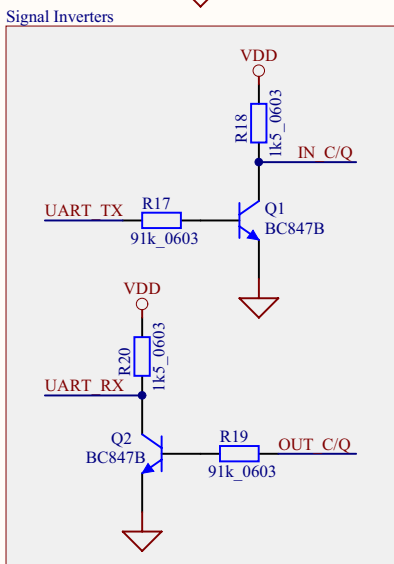 Signal Inverters
VDD
R18
1k5_0603
IN_C/Q
UART_TX
R17
91k_0603
Q1
BC847B
VDD
R20
1k5_0603
UART_RX
Q2
BC847B
R19
91k_0603
OUT_C/Q